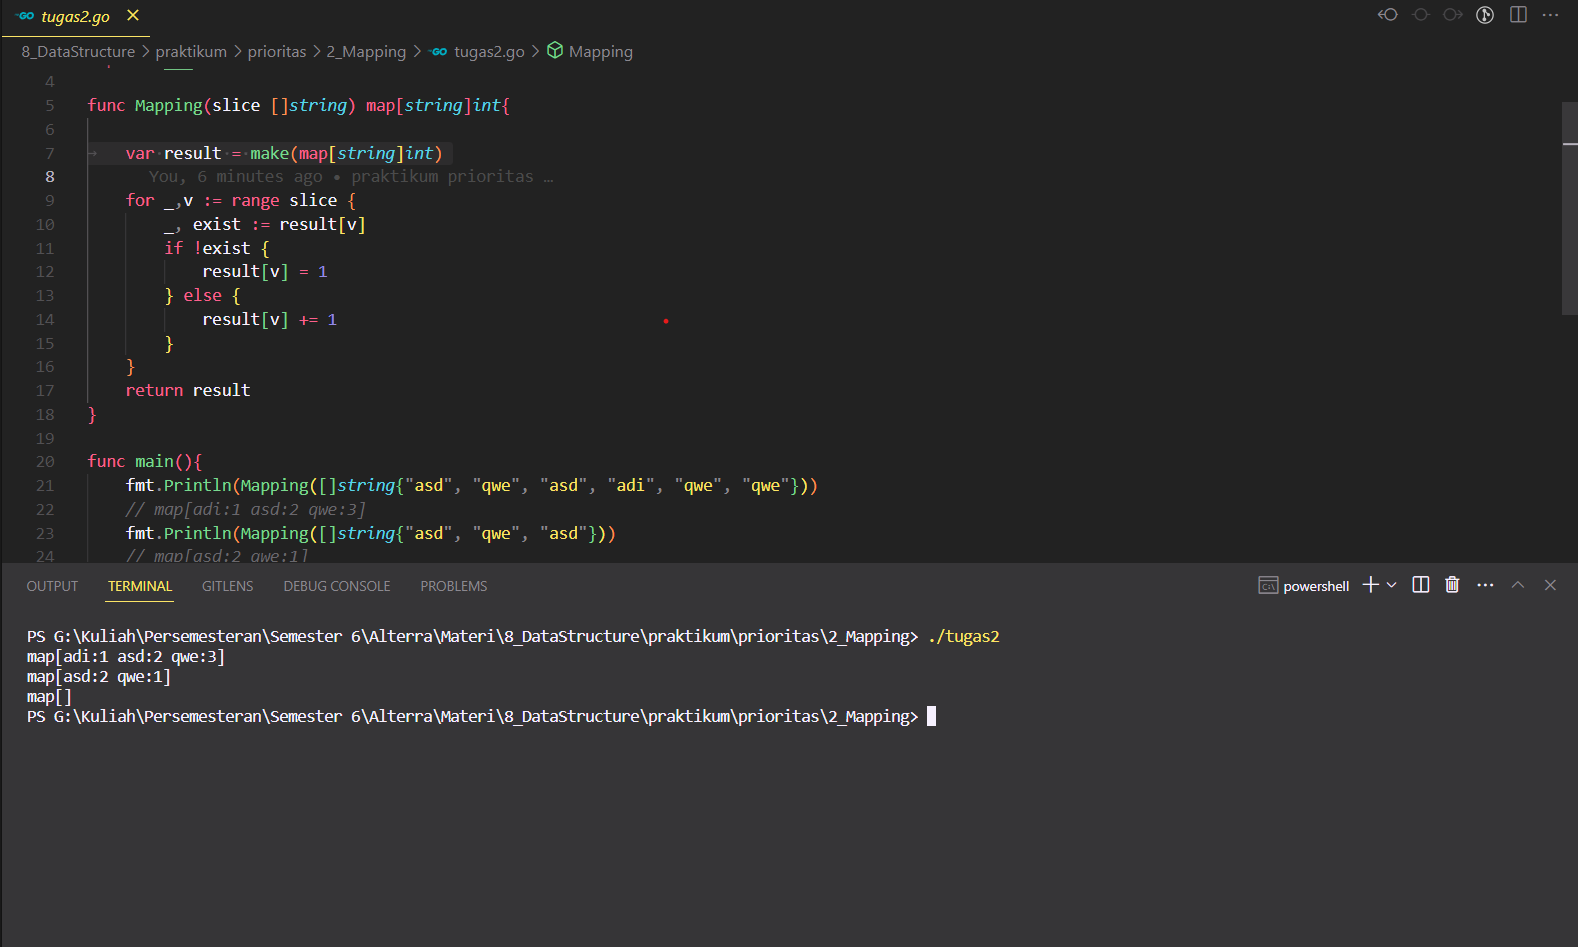 tugas2.go
8_DataStructure > praktikum > prioritas > 2_Mapping > tugas2.go > Mapping
4
5 func Mapping(slice []string) map[string]int{
6
7 var result = make(map[string]int)
8 You, 6 minutes ago • praktikum prioritas …
9 for _,v := range slice {
10 _, exist := result[v]
11 if !exist {
12 result[v] = 1
13 } else {
14 result[v] += 1
15 }
16 }
17 return result
18 }
19
20 func main(){
21 fmt.Println(Mapping([]string{"asd", "qwe", "asd", "adi", "qwe", "qwe"}))
22 // map[adi:1 asd:2 qwe:3]
23 fmt.Println(Mapping([]string{"asd", "qwe", "asd"}))
24 // map[asd:2 qwe:1]
OUTPUT TERMINAL GITLENS DEBUG CONSOLE PROBLEMS powershell
PS G:\Kuliah\Persemesteran\Semester 6\Alterra\Materi\8_DataStructure\praktikum\prioritas\2_Mapping> ./tugas2
map[adi:1 asd:2 qwe:3]
map[asd:2 qwe:1]
map[]
PS G:\Kuliah\Persemesteran\Semester 6\Alterra\Materi\8_DataStructure\praktikum\prioritas\2_Mapping>